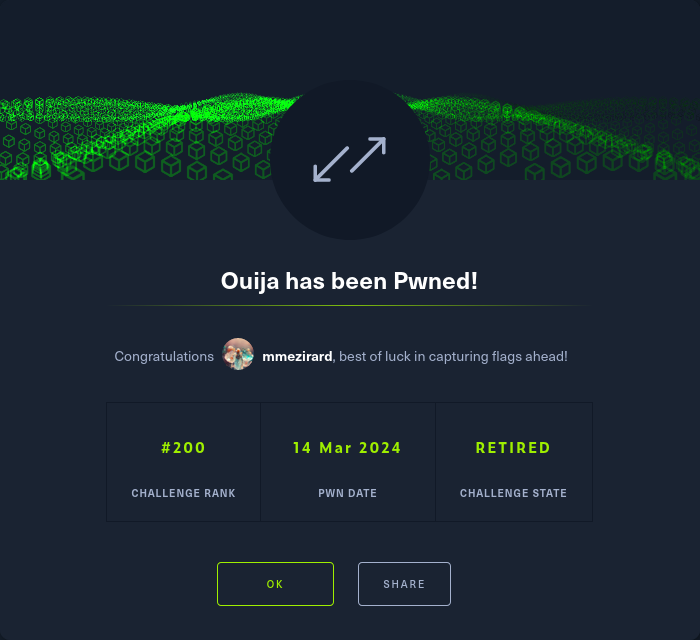 Ouija has been Pwned!
Congratulations mmezirard, best of luck in capturing flags ahead!
#200 14 Mar 2024 RETIRED
CHALLENGE RANK PWN DATE CHALLENGE STATE
OK SHARE